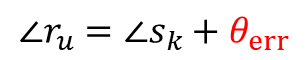 ∠r_u = ∠s_k + θ_err